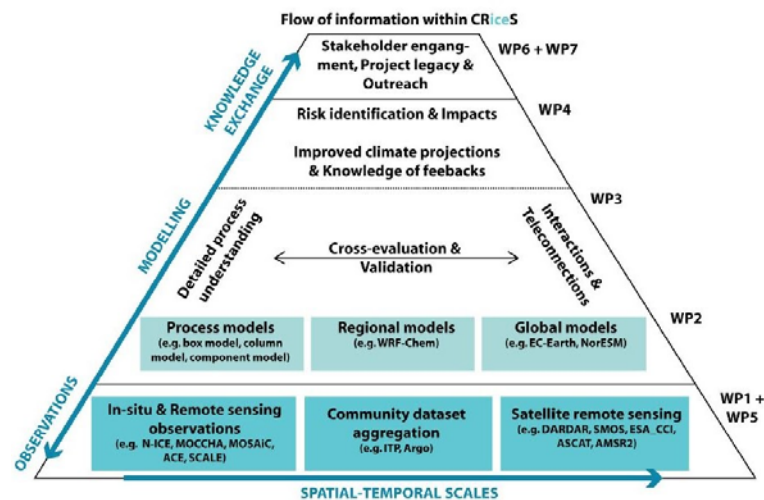 Flow of information within CRiceS
Stakeholder engang-
ment, Project legacy &
Outreach
WP6 + WP7
KNOWLEDGE
EXCHANGE
Risk identification & Impacts
WP4
Improved climate projections
& Knowledge of feebacks
WP3
MODELLING
Detailed process
understanding
Cross-evaluation &
Validation
Interactions &
Teleconnections
WP2
Process models
(e.g. box model, column
model, component model)
Regional models
(e.g. WRF-Chem)
Global models
(e.g. EC-Earth, NorESM)
OBSERVATIONS
WP1 +
WP5
In-situ & Remote sensing
observations
(e.g. N-ICE, MOCCHA, MOSAiC,
ACE, SCALE)
Community dataset
aggregation
(e.g. ITP, Argo)
Satellite remote sensing
(e.g. DARDAR, SMOS, ESA_CCI,
ASCAT, AMSR2)
SPATIAL-TEMPORAL SCALES